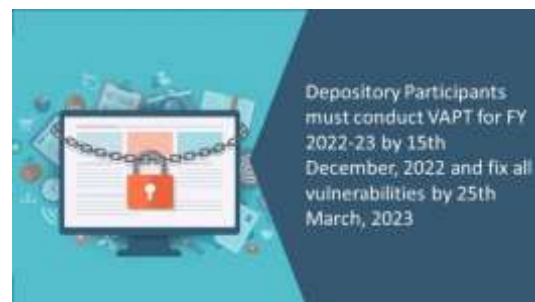 Depository Participants
must conduct VAPT for FY
2022-23 by 15th
December, 2022 and fix all
vulnerabilities by 25th
March, 2023